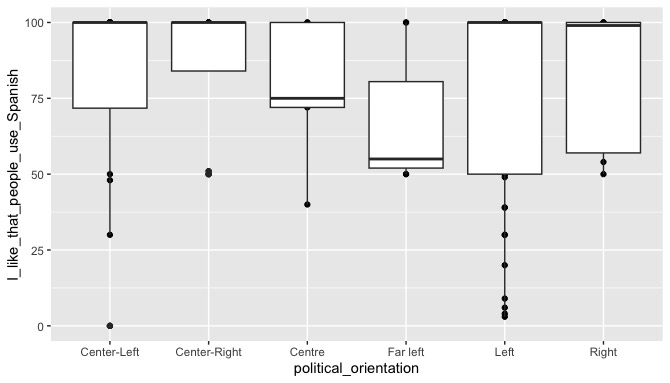 I_like_that_people_use_Spanish
100
75
50
25
0
Center-Left Center-Right Centre Far left Left Right
political_orientation